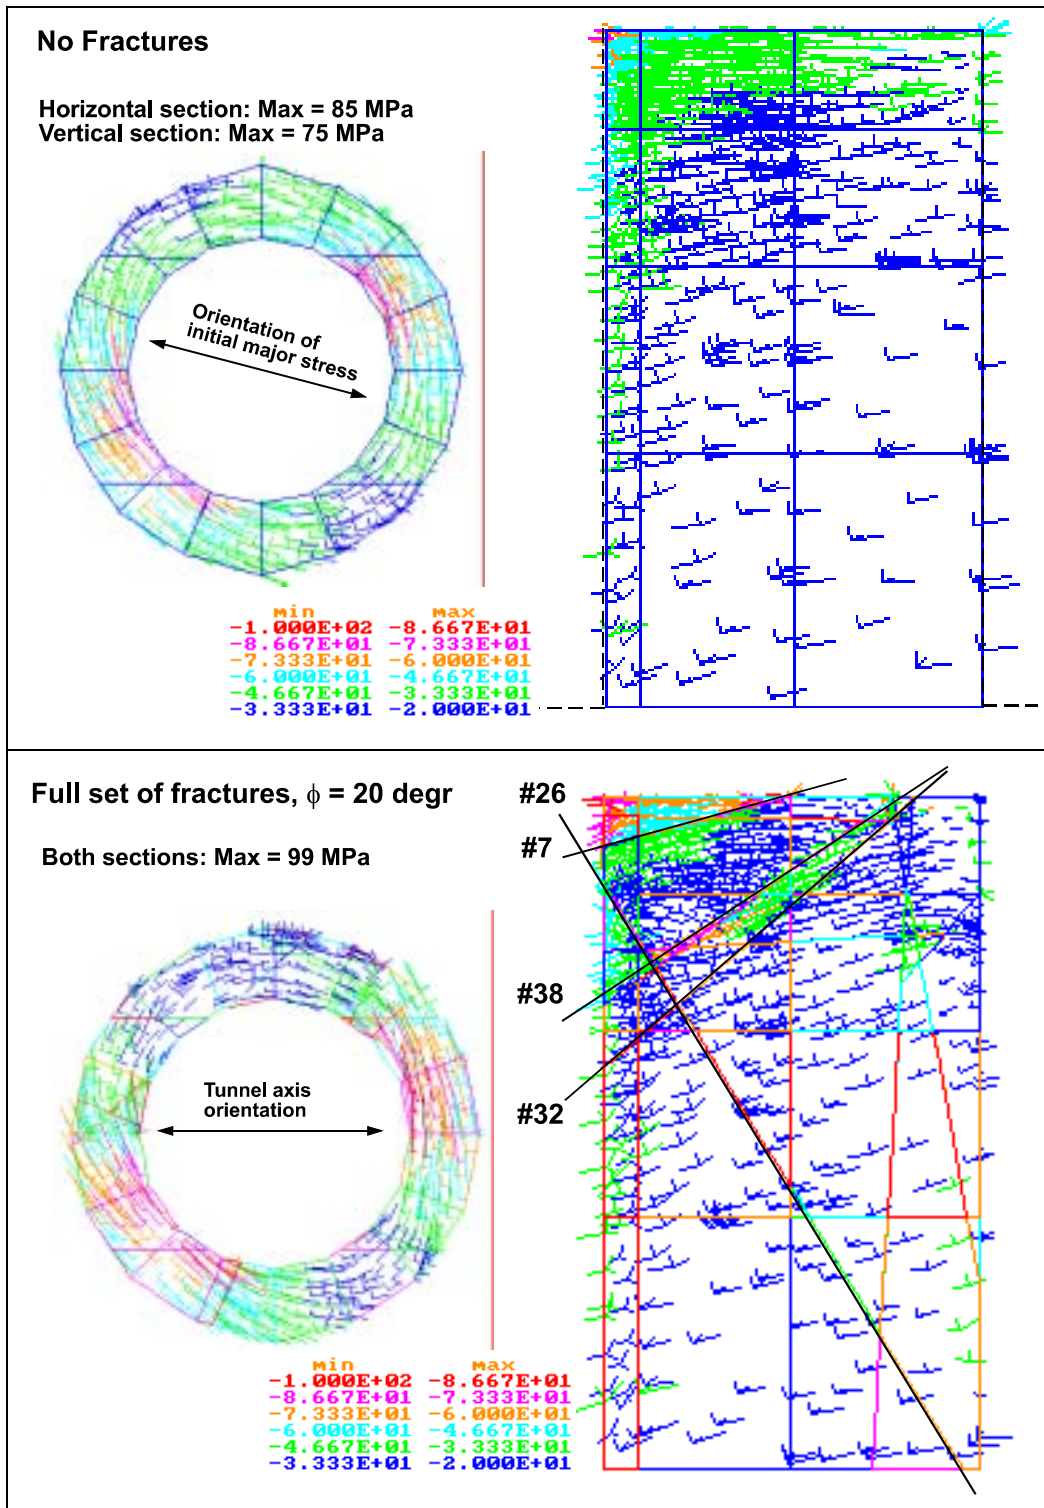 No Fractures
Horizontal section: Max = 85 MPa
Vertical section: Max = 75 MPa
Orientation of
initial major stress
min max
-1.000E+02 -8.667E+01
-8.667E+01 -7.333E+01
-7.333E+01 -6.000E+01
-6.000E+01 -4.667E+01
-4.667E+01 -3.333E+01
-3.333E+01 -2.000E+01
Full set of fractures, ϕ = 20 degr
Both sections: Max = 99 MPa
#26
#7
#38
#32
Tunnel axis
orientation
min max
-1.000E+02 -8.667E+01
-8.667E+01 -7.333E+01
-7.333E+01 -6.000E+01
-6.000E+01 -4.667E+01
-4.667E+01 -3.333E+01
-3.333E+01 -2.000E+01